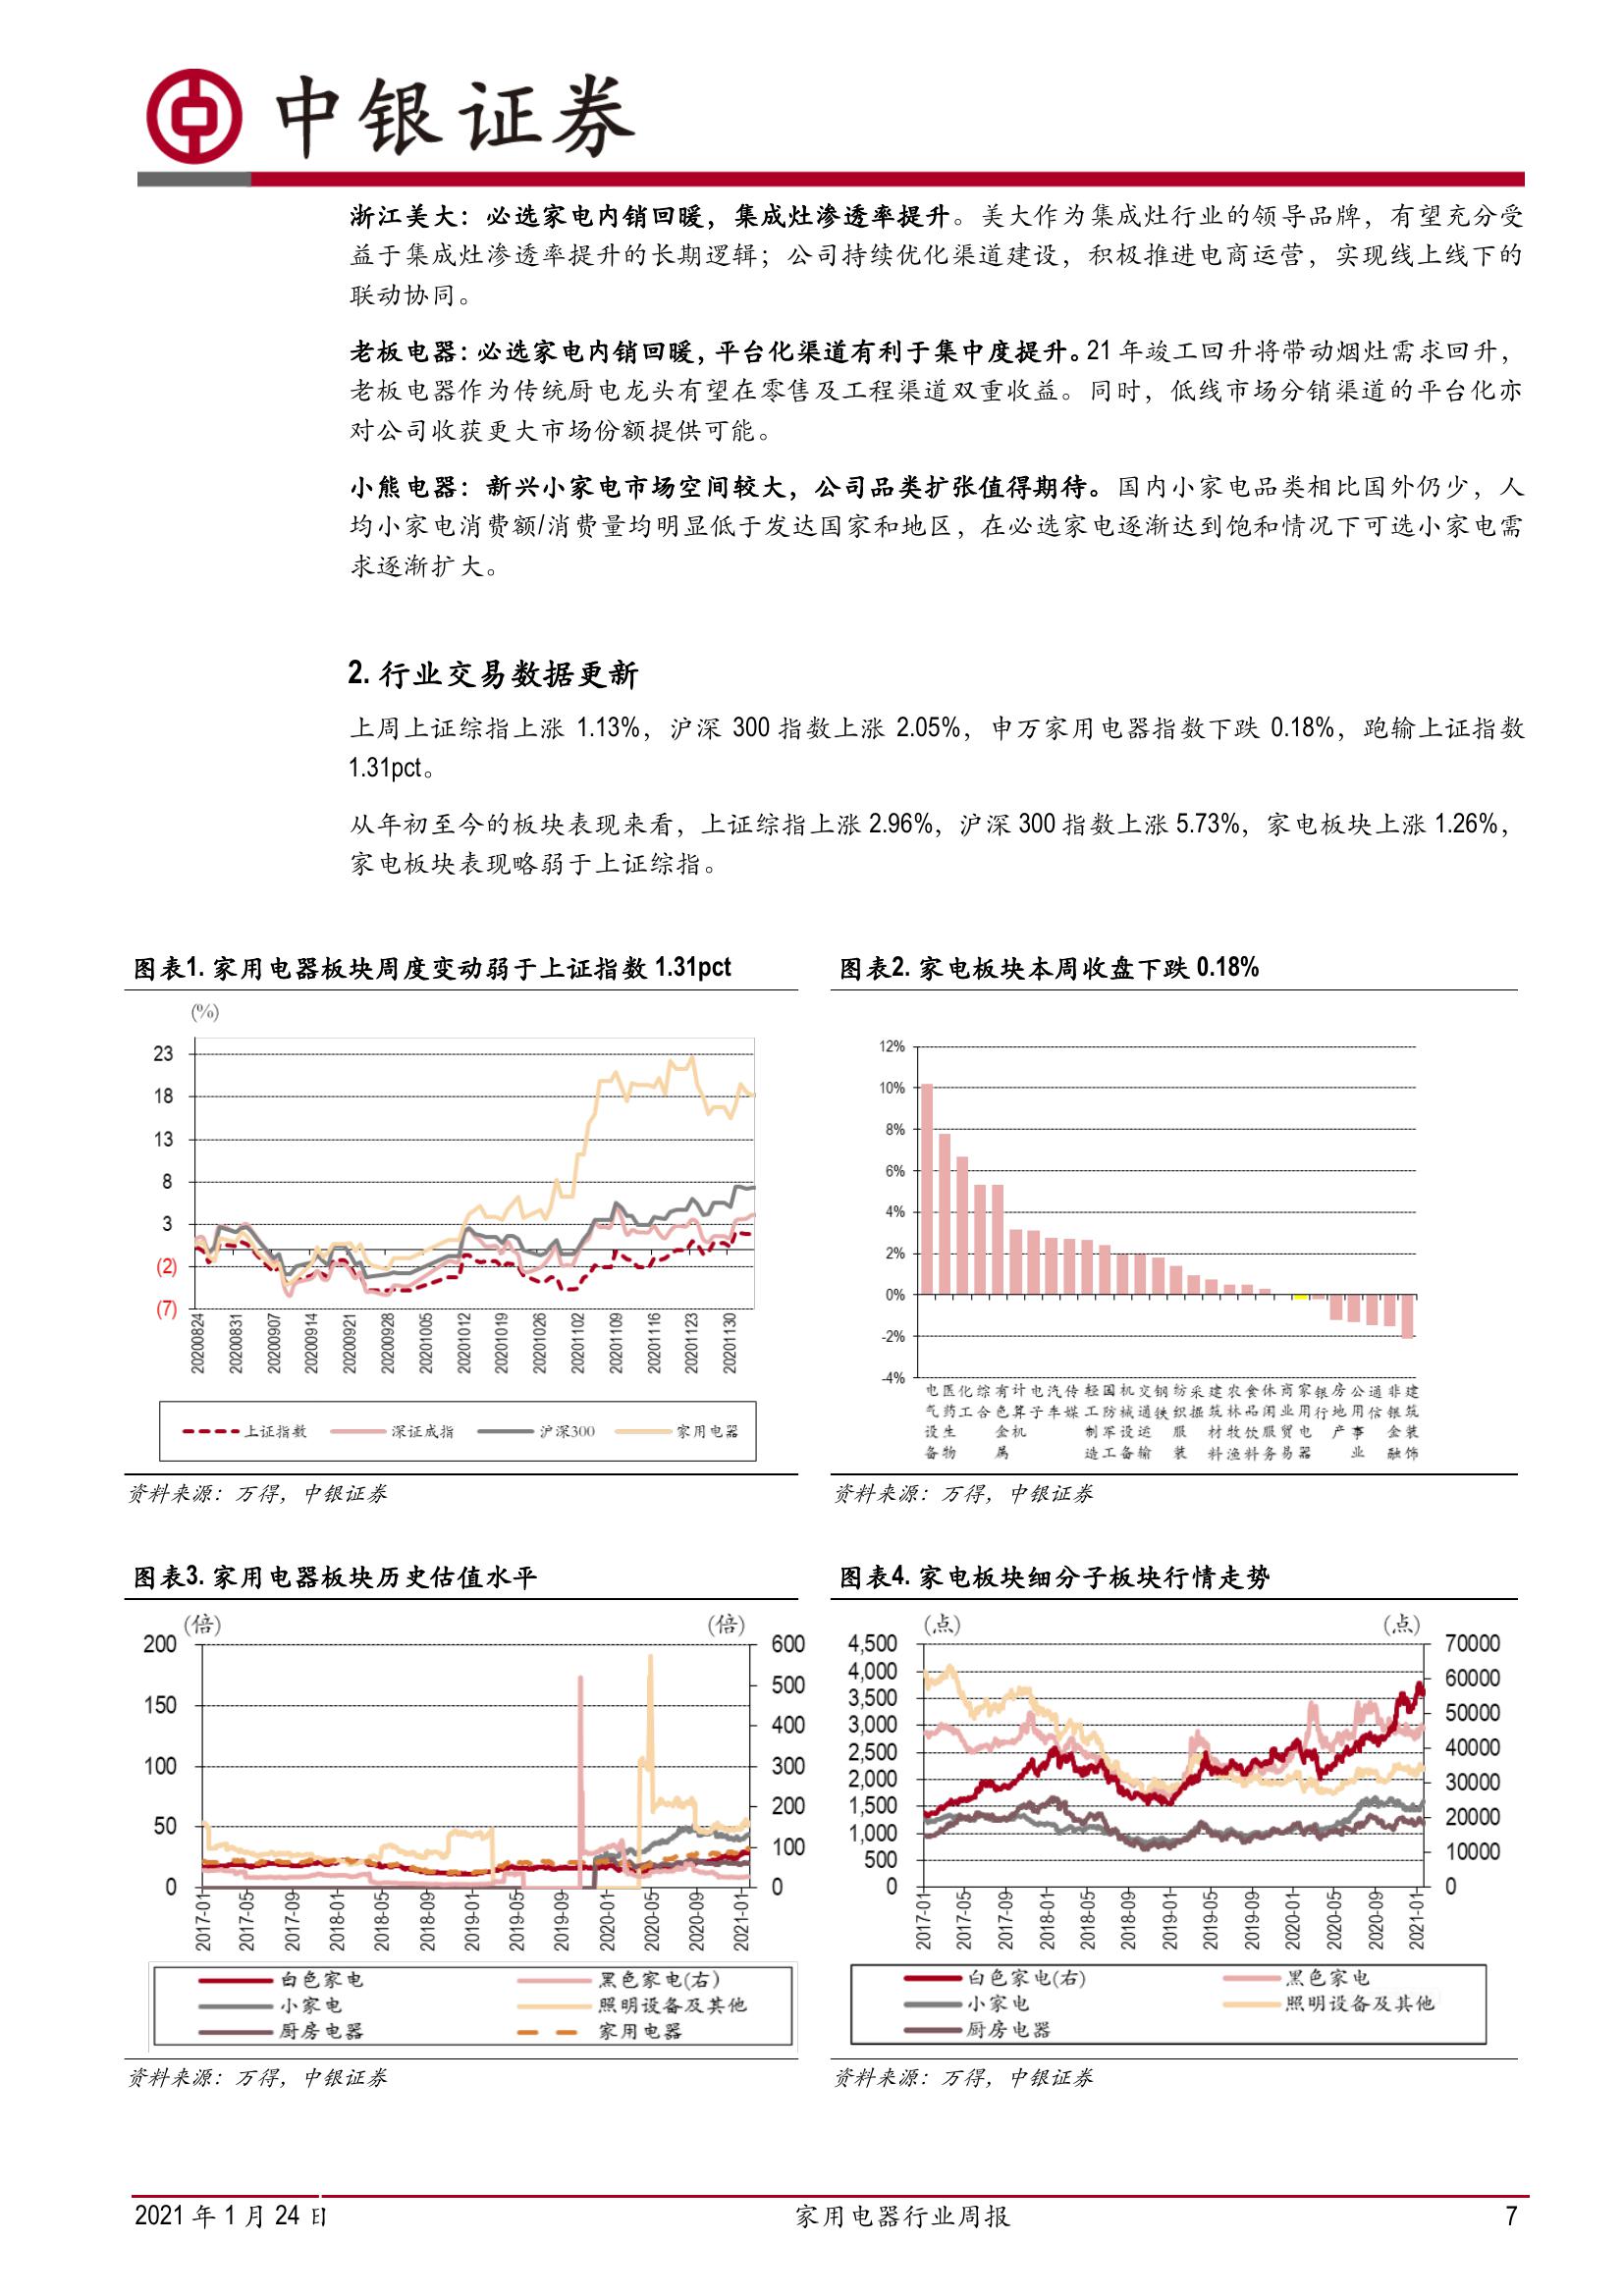 中银证券
浙江美大：必选家电内销回暖，集成灶渗透率提升。美大作为集成灶行业的领导品牌，有望充分受
益于集成灶渗透率提升的长期逻辑；公司持续优化渠道建设，积极推进电商运营，实现线上线下的
联动协同。
老板电器：必选家电内销回暖，平台化渠道有利于集中度提升。21 年竣工回升将带动烟灶需求回升，
老板电器作为传统厨电龙头有望在零售及工程渠道双重收益。同时，低线市场分销渠道的平台化亦
对公司收获更大市场份额提供可能。
小熊电器：新兴小家电市场空间较大，公司品类扩张值得期待。国内小家电品类相比国外仍少，人
均小家电消费额/消费量均明显低于发达国家和地区，在必选家电逐渐达到饱和情况下可选小家电需
求逐渐扩大。
2. 行业交易数据更新
上周上证综指上涨 1.13%，沪深 300 指数上涨 2.05%，申万家用电器指数下跌 0.18%，跑输上证指数
1.31pct。
从年初至今的板块表现来看，上证综指上涨 2.96%，沪深 300 指数上涨 5.73%，家电板块上涨 1.26%，
家电板块表现略弱于上证综指。
图表1. 家用电器板块周度变动弱于上证指数 1.31pct
(%)
23
18
13
8
3
(2)
(7)
20200824 20200831 20200907 20200914 20200921 20200928 20201005 20201012 20201019 20201026 20201102 20201109 20201116 20201123 20201130
上证指数 深证成指 沪深300 家用电器
资料来源：万得，中银证券
图表2. 家电板块本周收盘下跌 0.18%
12%
10%
8%
6%
4%
2%
0%
-2%
-4%
电气设备 医药生物 化工 综合 有色金属 计算机 电子 汽车 传媒 轻工制造 国防军工 机械设备 交通运输 钢铁 纺织服装 采掘 建筑材料 农林牧渔 食品饮料 休闲服务 商业贸易 家用电器 银行 房地产 公用事业 通信 非银金融 建筑装饰
资料来源：万得，中银证券
图表3. 家用电器板块历史估值水平
(倍) (倍)
200 600
500
150
400
100 300
200
50
100
0 0
2017-01 2017-05 2017-09 2018-01 2018-05 2018-09 2019-01 2019-05 2019-09 2020-01 2020-05 2020-09 2021-01
白色家电 黑色家电(右)
小家电 照明设备及其他
厨房电器 家用电器
资料来源：万得，中银证券
图表4. 家电板块细分子板块行情走势
(点) (点)
4,500 70000
4,000 60000
3,500
3,000 50000
2,500 40000
2,000 30000
1,500 20000
1,000 10000
500
0 0
2017-01 2017-05 2017-09 2018-01 2018-05 2018-09 2019-01 2019-05 2019-09 2020-01 2020-05 2020-09 2021-01
白色家电(右) 黑色家电
小家电 照明设备及其他
厨房电器
资料来源：万得，中银证券
2021 年 1 月 24 日 家用电器行业周报 7